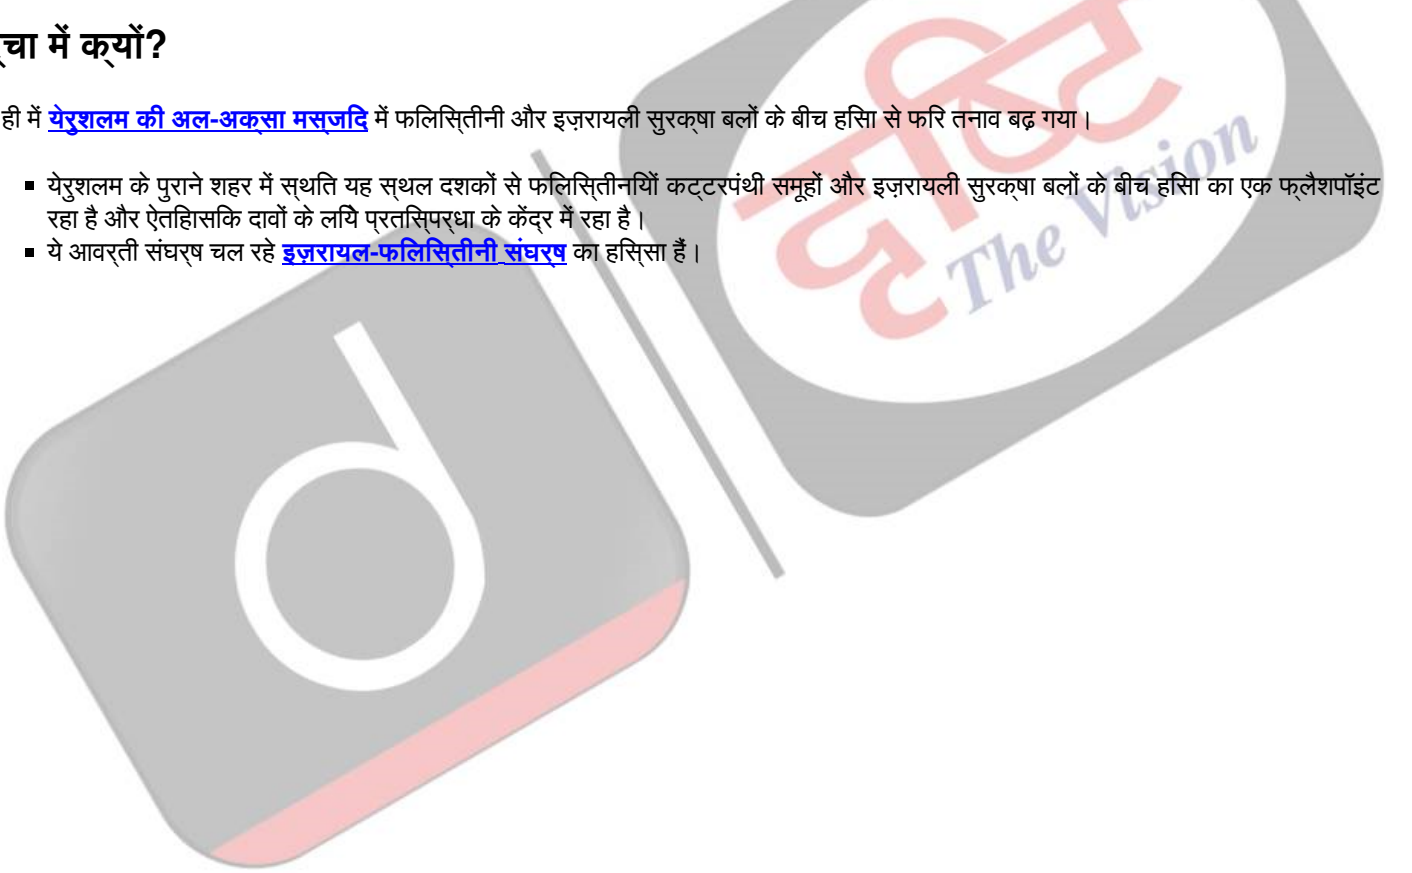 ्चा में क्यों?
ही में येरुशलम की अल-अक्सा मस्जिद में फिलिस्तीनी और इज़रायली सुरक्षा बलों के बीच हिंसा से फिर तनाव बढ़ गया।
येरुशलम के पुराने शहर में स्थित यह स्थल दशकों से फिलिस्तीनियों कट्टरपंथी समूहों और इज़रायली सुरक्षा बलों के बीच हिंसा का एक फ्लैशपॉइंट
रहा है और ऐतिहासिक दावों के लिये प्रतिस्पर्धा के केंद्र में रहा है।
ये आवर्ती संघर्ष चल रहे इज़रायल-फिलिस्तीनी संघर्ष का हिस्सा हैं।
दृष्टि
The Vision
d